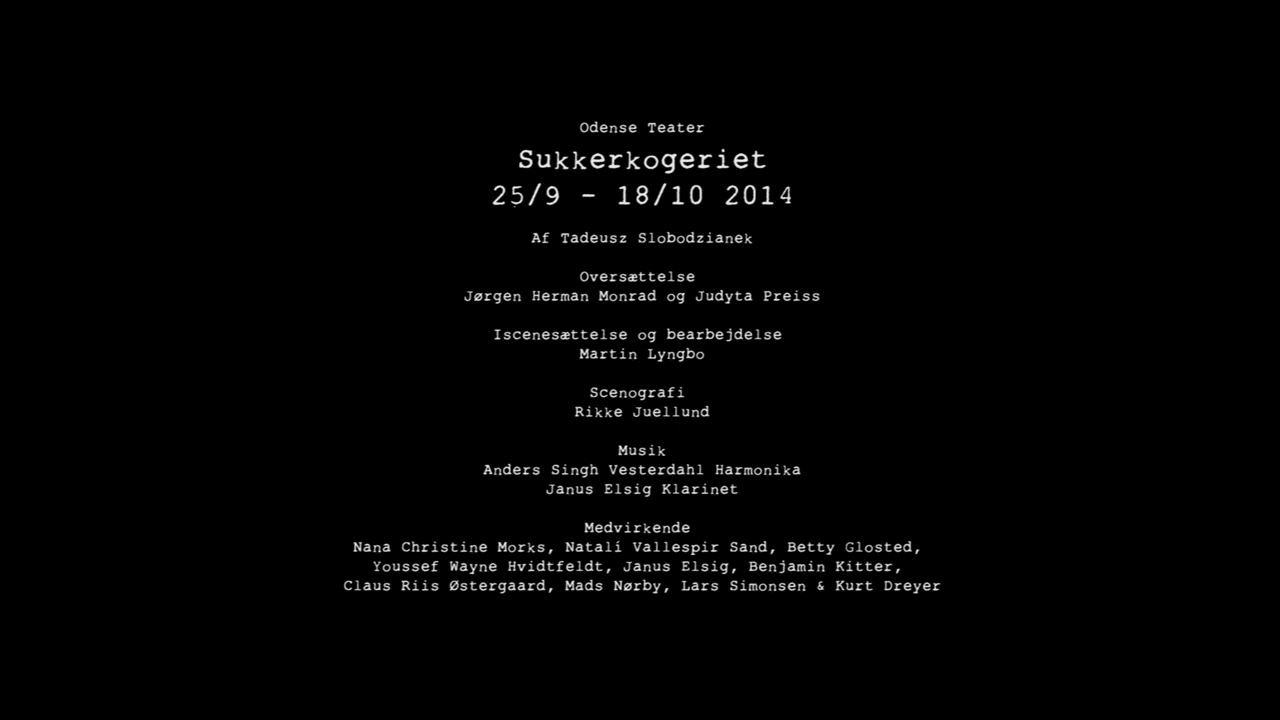 Odense Teater
Sukkerkogeriet
25/9 - 18/10 2014
Af Tadeusz Slobodzianek
Oversættelse
Jørgen Herman Monrad og Judyta Preiss
Iscenesættelse og bearbejdelse
Martin Lyngbo
Scenografi
Rikke Juellund
Musik
Anders Singh Vesterdahl Harmonika
Janus Elsig Klarinet
Medvirkende
Nana Christine Morks, Natalí Vallespir Sand, Betty Glosted,
Youssef Wayne Hvidtfeldt, Janus Elsig, Benjamin Kitter,
Claus Riis Østergaard, Mads Nørby, Lars Simonsen & Kurt Dreyer